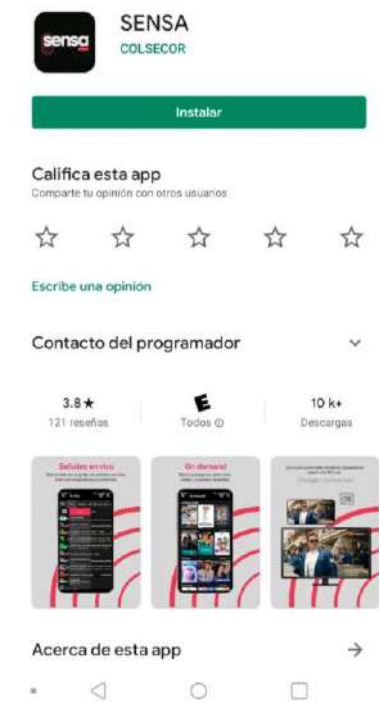 SENSA
sensa
COLSECOR
Instalar
Califica esta app
Comparte tu opinión con otros usuarios
Escribe una opinión
Contacto del programador
3.8★
121 reseñas
E
Todos
10 k+
Descargas
Señales en vivo
On demand
Acerca de esta app